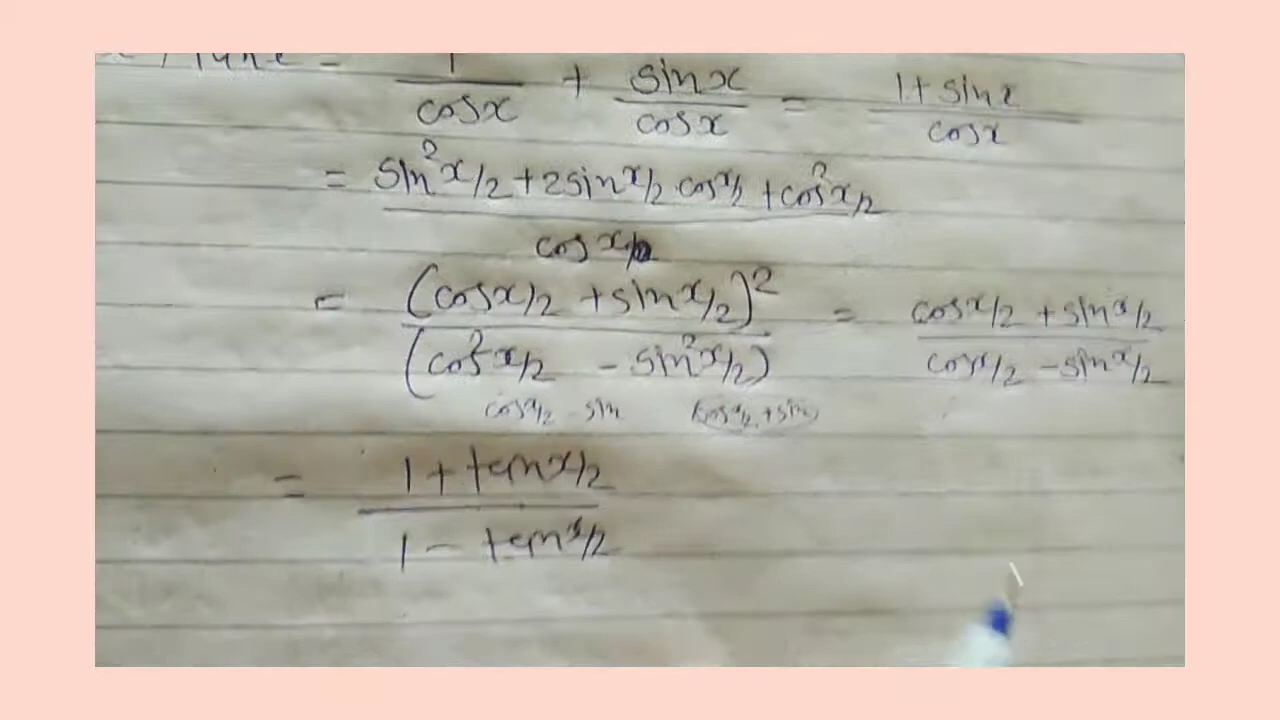 1/cosx + sinx/cosx = 1+sinx/cosx
= sin²x/2 + 2sinx/2 cosx/2 + cos²x/2 / cosx
= (cosx/2 + sinx/2)² / (cos²x/2 - sin²x/2) = cosx/2 + sinx/2 / cosx/2 - sinx/2
cosx/2 - sin (cosx/2 + sin)
= 1 + tanx/2 / 1 - tanx/2